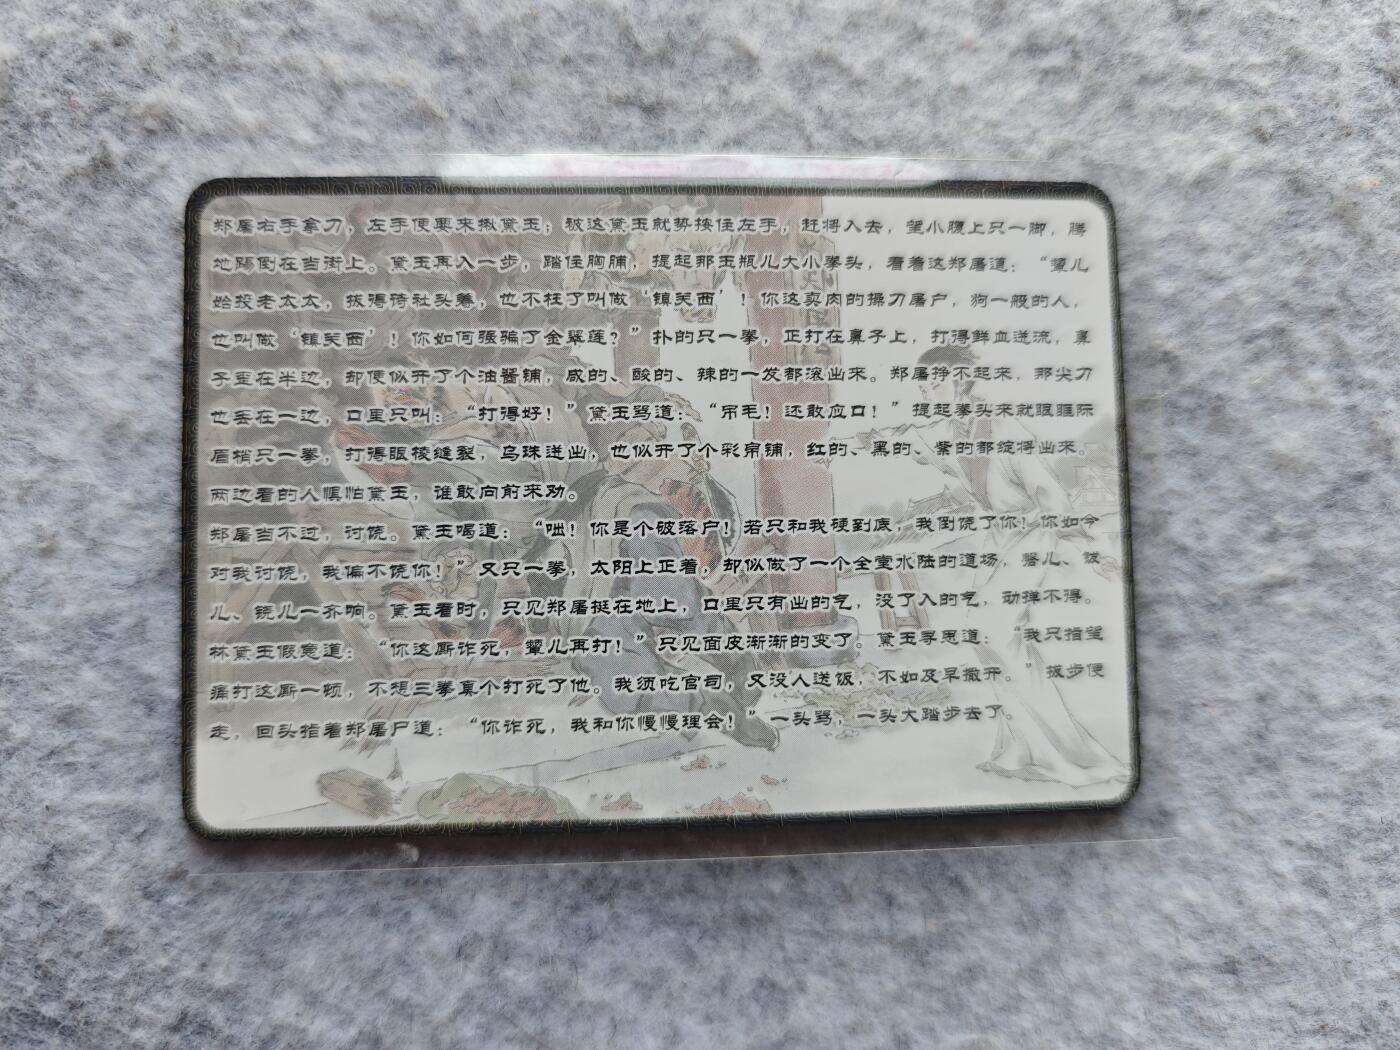 郑屠右手拿刀，左手便要来揪黛玉；被这黛玉就势按住左手，赶将入去，望小腹上只一脚，腾
地踢倒在当街上。黛玉再入一步，踏住胸脯，提起那玉瓶儿大小拳头，看着这郑屠道：“颦儿
始投老太太，拔得诗社头筹，也不枉了叫做‘镇关西’！你这卖肉的操刀屠户，狗一般的人，
也叫做‘镇关西’！你如何强骗了金翠莲？”扑的只一拳，正打在鼻子上，打得鲜血迸流，鼻
子歪在半边，却便似开了个油酱铺，咸的、酸的、辣的一发都滚出来。郑屠挣不起来，那尖刀
也丢在一边，口里只叫：“打得好！”黛玉骂道：“吊毛！还敢应口！”提起拳头来就眼眶际
眉梢只一拳，打得眼棱缝裂，乌珠迸出，也似开了个彩帛铺，红的、黑的、紫的都绽将出来。
两边看的人惧怕黛玉，谁敢向前来劝。
郑屠当不过，讨饶。黛玉喝道：“咄！你是个破落户！若只和我硬到底，我倒饶了你！你如今
对我讨饶，我偏不饶你！”又只一拳，太阳上正着，却似做了一个全堂水陆的道场，磬儿、钹
儿、铙儿一齐响。黛玉看时，只见郑屠挺在地上，口里只有出的气，没了入的气，动掸不得。
林黛玉假意道：“你这厮诈死，颦儿再打！”只见面皮渐渐的变了。黛玉寻思道：“我只指望
痛打这厮一顿，不想三拳真个打死了他。我须吃官司，又没人送饭，不如及早撒开。”拔步便
走，回头指着郑屠尸道：“你诈死，我和你慢慢理会！”一头骂，一头大踏步去了。